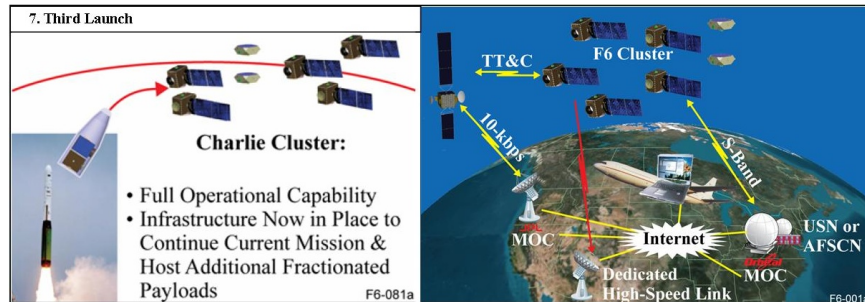 7. Third Launch
Charlie Cluster:
• Full Operational Capability
• Infrastructure Now in Place to
Continue Current Mission &
Host Additional Fractionated
Payloads
F6-081a
TT&C
F6 Cluster
10-kbps
S-Band
MOC
Internet
USN or
AFSCN
Orbital
MOC
Dedicated
High-Speed Link